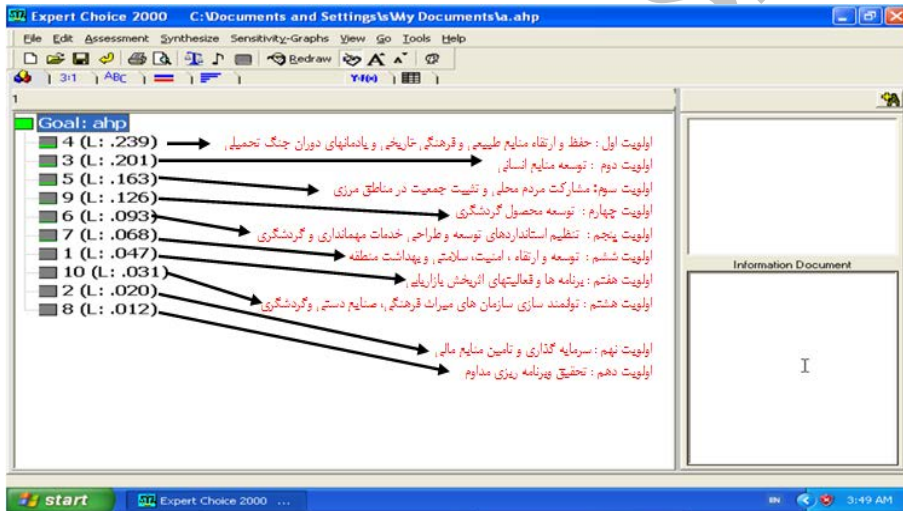 Expert Choice 2000 C:\Documents and Settings\s\My Documents\a.ahp
File Edit Assessment Synthesize Sensitivity-Graphs View Go Tools Help
Redraw A A
3:1 ABC Y-f(x)
1 1
Goal: ahp
4 (L: .239) اولویت اول : حفظ و ارتقاء منابع طبیعی و فرهنگی تاریخی و یادمانهای دوران جنگ تحمیلی
3 (L: .201) اولویت دوم : توسعه منابع انسانی
5 (L: .163) اولویت سوم: مشارکت مردم محلی و تثبیت جمعیت در مناطق مرزی
9 (L: .126) اولویت چهارم : توسعه محصول گردشگری
6 (L: .093) اولویت پنجم : تنظیم استانداردهای توسعه و طراحی خدمات مهمانداری و گردشگری
7 (L: .068) اولویت ششم : توسعه و ارتقاء ، امنیت، سلامتی و بهداشت منطقه
1 (L: .047) اولویت هفتم : برنامه ها و فعالیتهای اثربخش بازاریابی
10 (L: .031) اولویت هشتم : توانمند سازی سازمان های میراث فرهنگی، صنایع دستی وگردشگری
2 (L: .020) اولویت نهم : سرمایه گذاری و تامین منابع مالی
8 (L: .012) اولویت دهم : تحقیق وبرنامه ریزی مداوم
Information Document
start Expert Choice 2000 ... EN 3:49 AM